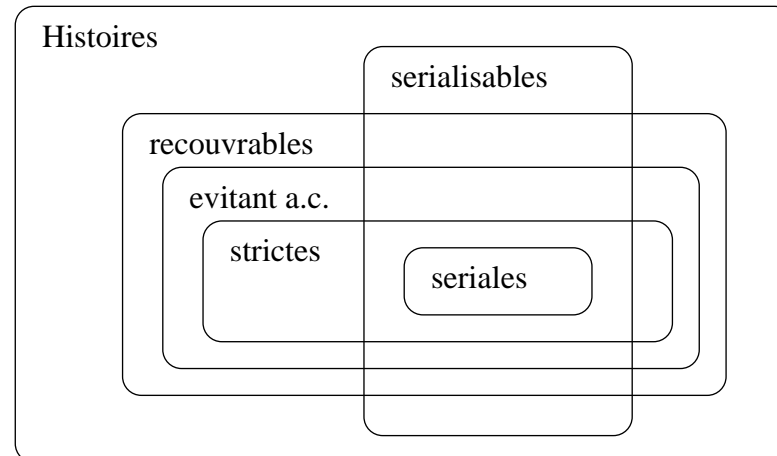 Histoires
serialisables
recouvrables
evitant a.c.
strictes
seriales